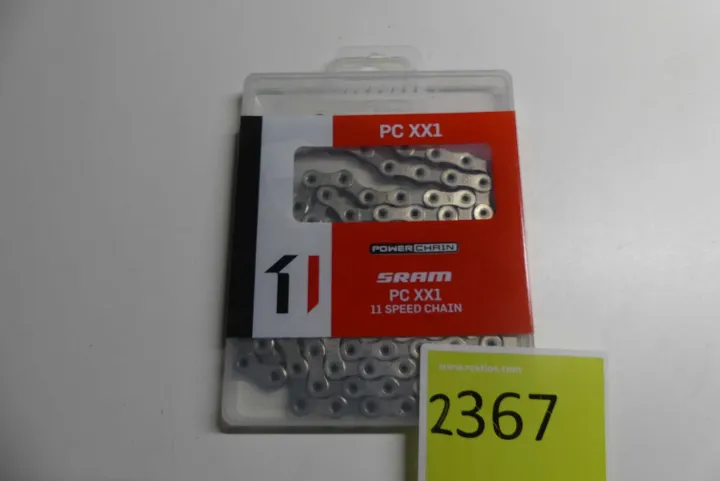 PC XX1
POWERCHAIN
SRAM
PC XX1
11 SPEED CHAIN
2367